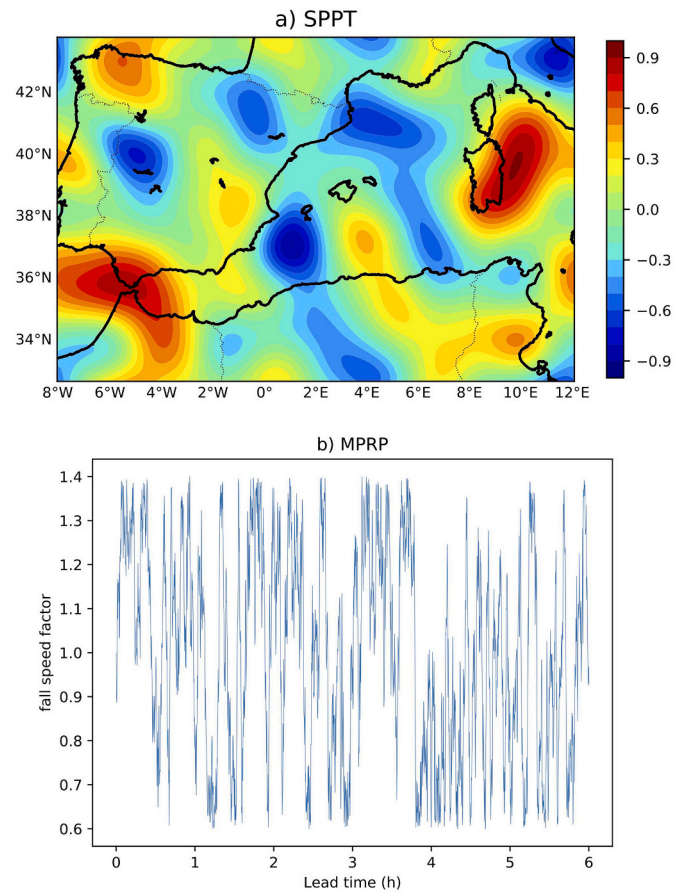 a) SPPT
42°N
40°N
38°N
36°N
34°N
8°W 6°W 4°W 2°W 0° 2°E 4°E 6°E 8°E 10°E 12°E
0.9
0.6
0.3
0.0
−0.3
−0.6
−0.9
b) MPRP
1.4
1.3
1.2
1.1
1.0
0.9
0.8
0.7
0.6
fall speed factor
0 1 2 3 4 5 6
Lead time (h)